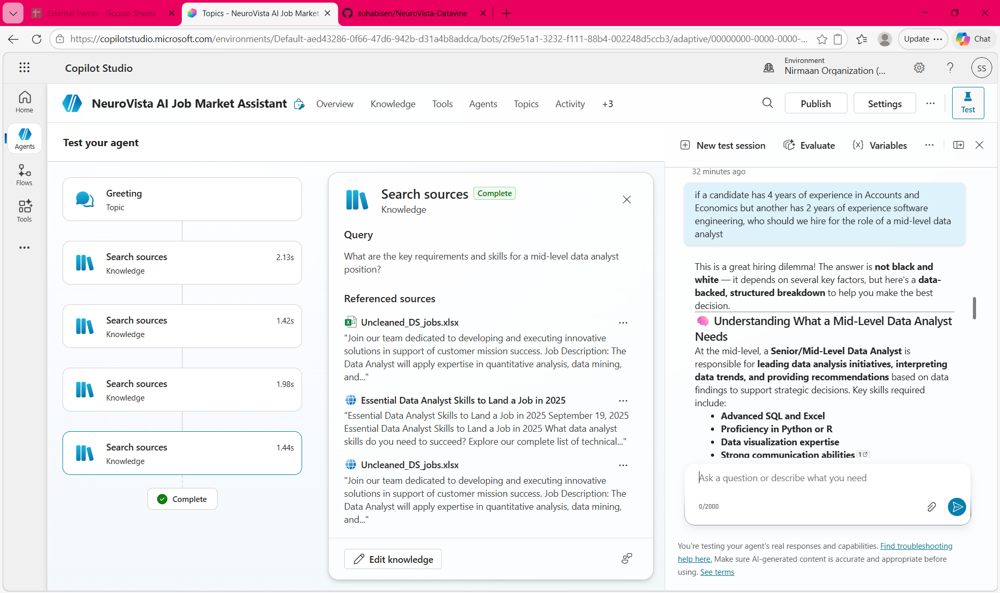 External Events - Google Sheets
Topics - NeuroVista AI Job Market
suhabisen/NeuroVista-Datavine
https://copilotstudio.microsoft.com/environments/Default-aed43286-0f66-47d6-942b-d31a4b8addca/bots/2f9e51a1-3232-f111-88b4-002248d5ccb3/adaptive/00000000-0000-0000-...
Update
Chat
Copilot Studio
Environment
Nirmaan Organization (...
SS
Home
Agents
Flows
Tools
NeuroVista AI Job Market Assistant
Overview
Knowledge
Tools
Agents
Topics
Activity
+3
Publish
Settings
Test
Test your agent
New test session
Evaluate
Variables
Greeting
Topic
Search sources
2.13s
Knowledge
Search sources
1.42s
Knowledge
Search sources
1.98s
Knowledge
Search sources
1.44s
Knowledge
Complete
Search sources
Complete
Knowledge
Query
What are the key requirements and skills for a mid-level data analyst
position?
Referenced sources
Uncleaned_DS_jobs.xlsx
"Join our team dedicated to developing and executing innovative
solutions in support of customer mission success. Job Description: The
Data Analyst will apply expertise in quantitative analysis, data mining,
and..."
Essential Data Analyst Skills to Land a Job in 2025
"Essential Data Analyst Skills to Land a Job in 2025 September 19, 2025
Essential Data Analyst Skills to Land a Job in 2025 What data analyst
skills do you need to succeed? Explore our complete list of technical..."
Uncleaned_DS_jobs.xlsx
"Join our team dedicated to developing and executing innovative
solutions in support of customer mission success. Job Description: The
Data Analyst will apply expertise in quantitative analysis, data mining,
and..."
Edit knowledge
32 minutes ago
if a candidate has 4 years of experience in Accounts and
Economics but another has 2 years of experience software
engineering, who should we hire for the role of a mid-level data
analyst
This is a great hiring dilemma! The answer is not black and
white — it depends on several key factors, but here's a data-
backed, structured breakdown to help you make the best
decision.
🧠 Understanding What a Mid-Level Data Analyst
Needs
At the mid-level, a Senior/Mid-Level Data Analyst is
responsible for leading data analysis initiatives, interpreting
data trends, and providing recommendations based on data
findings to support strategic decisions. Key skills required
include:
• Advanced SQL and Excel
• Proficiency in Python or R
• Data visualization expertise
• Strong communication abilities 1
Ask a question or describe what you need
0/2000
You're testing your agent's real responses and capabilities. Find troubleshooting
help here. Make sure AI-generated content is accurate and appropriate before
using. See terms